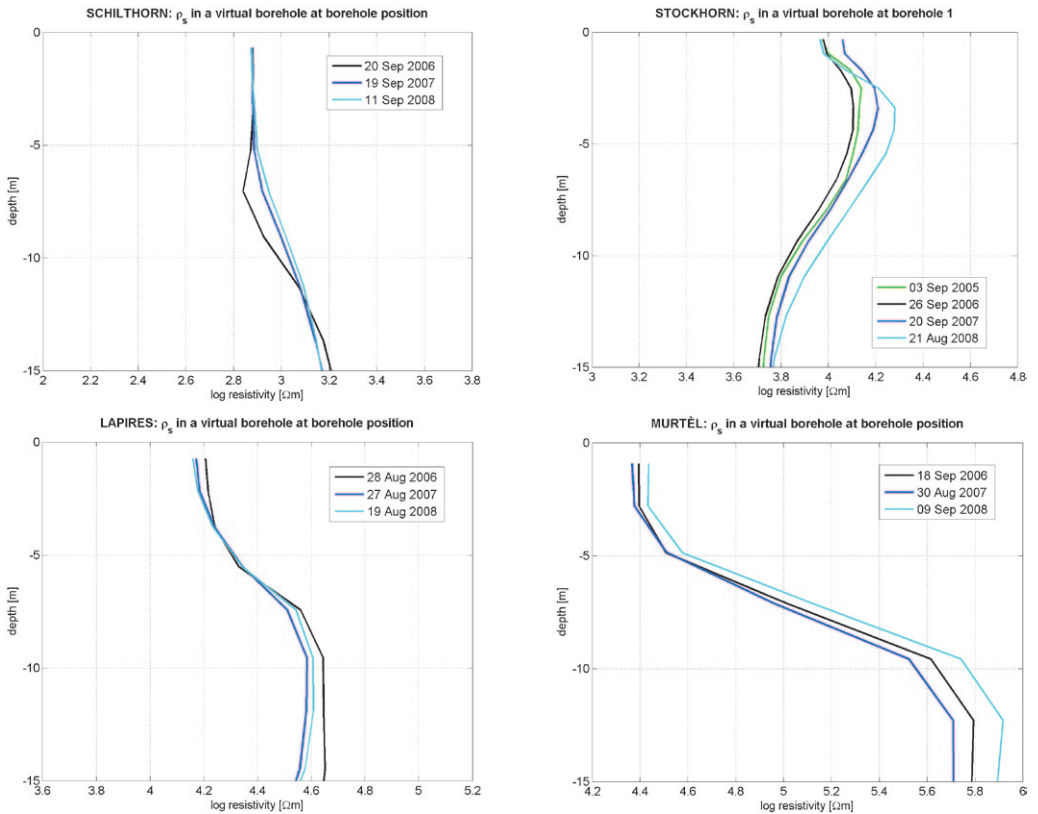 SCHILTHORN: ρs in a virtual borehole at borehole position
0
-5
-10
-15
depth [m]
20 Sep 2006
19 Sep 2007
11 Sep 2008
2 2.2 2.4 2.6 2.8 3 3.2 3.4 3.6 3.8
log resistivity [Ωm]
STOCKHORN: ρs in a virtual borehole at borehole 1
0
-5
-10
-15
depth [m]
03 Sep 2005
26 Sep 2006
20 Sep 2007
21 Aug 2008
3 3.2 3.4 3.6 3.8 4 4.2 4.4 4.6 4.8
log resistivity [Ωm]
LAPIRES: ρs in a virtual borehole at borehole position
0
-5
-10
-15
depth [m]
28 Aug 2006
27 Aug 2007
19 Aug 2008
3.6 3.8 4 4.2 4.4 4.6 4.8 5 5.2
log resistivity [Ωm]
MURTÈL: ρs in a virtual borehole at borehole position
0
-5
-10
-15
depth [m]
18 Sep 2006
30 Aug 2007
09 Sep 2008
4.2 4.4 4.6 4.8 5 5.2 5.4 5.6 5.8 6
log resistivity [Ωm]